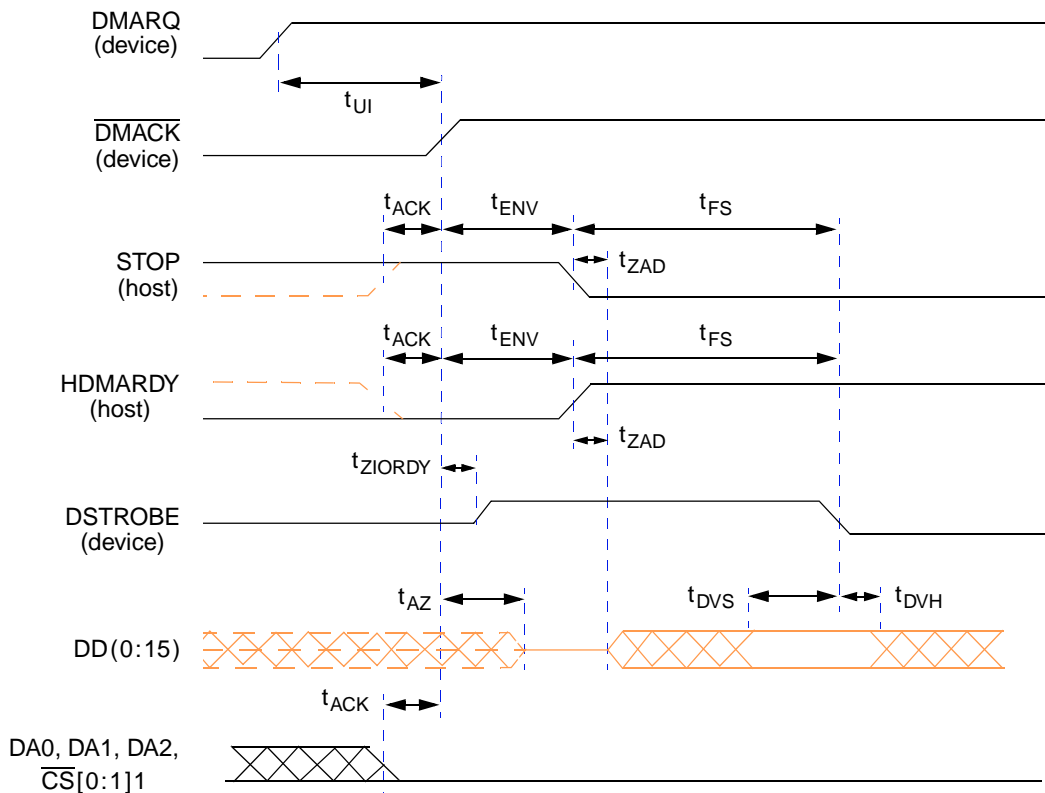 DMARQ
(device)
tUI
DMACK
(device)
tACK
tENV
tFS
STOP
(host)
tZAD
tACK
tENV
tFS
HDMARDY
(host)
tZAD
tZIORDY
DSTROBE
(device)
tAZ
tDVS
tDVH
DD(0:15)
tACK
DA0, DA1, DA2,
CS[0:1]1